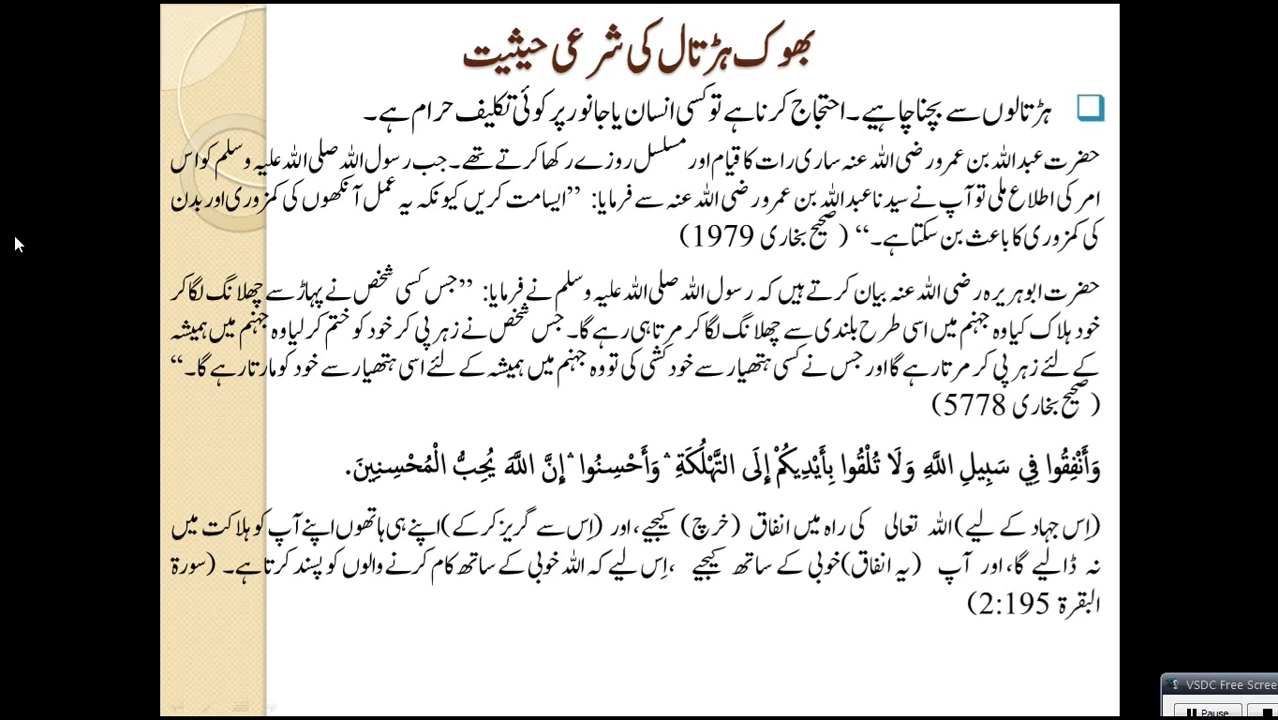 بھوک ہڑتال کی شرعی حیثیت
ہڑتالوں سے بچنا چاہیے۔ احتجاج کرنا ہے تو کسی انسان یا جانور پر کوئی تکلیف حرام ہے۔
حضرت عبداللہ بن عمرو رضی اللہ عنہ ساری رات کا قیام اور مسلسل روزے رکھا کرتے تھے۔ جب رسول اللہ صلی اللہ علیہ وسلم کو اس
امر کی اطلاع ملی تو آپ نے سیدنا عبداللہ بن عمرو رضی اللہ عنہ سے فرمایا: ”ایسا مت کریں کیونکہ یہ عمل آنکھوں کی کمزوری اور بدن
کی کمزوری کا باعث بن سکتا ہے۔“ (صحیح بخاری 1979)
حضرت ابوہریرہ رضی اللہ عنہ بیان کرتے ہیں کہ رسول اللہ صلی اللہ علیہ وسلم نے فرمایا: ”جس کسی شخص نے پہاڑ سے چھلانگ لگا کر
خود ہلاک کیا وہ جہنم میں اسی طرح بلندی سے چھلانگ لگا کر مرتا ہی رہے گا۔ جس شخص نے زہر پی کر خود کو ختم کر لیا وہ جہنم میں ہمیشہ
کے لئے زہر پی کر مرتا رہے گا اور جس نے کسی ہتھیار سے خود کشی کی تو وہ جہنم میں ہمیشہ کے لئے اسی ہتھیار سے خود کو مارتا رہے گا۔“
(صحیح بخاری 5778)
وَأَنْفِقُوا فِي سَبِيلِ اللَّهِ وَلَا تُلْقُوا بِأَيْدِيكُمْ إِلَى التَّهْلُكَةِ ۛ وَأَحْسِنُوا ۛ إِنَّ اللَّهَ يُحِبُّ الْمُحْسِنِينَ.
(اِس جہاد کے لیے) اللہ تعالی کی راہ میں انفاق (خرچ) کیجیے، اور (اِس سے گریز کر کے) اپنے ہی ہاتھوں اپنے آپ کو ہلاکت میں
نہ ڈالیے گا، اور آپ (یہ انفاق) خوبی کے ساتھ کیجیے ، اِس لیے کہ اللہ خوبی کے ساتھ کام کرنے والوں کو پسند کرتا ہے۔ (سورۃ
البقرۃ 2:195)
VSDC Free Scree
Pause